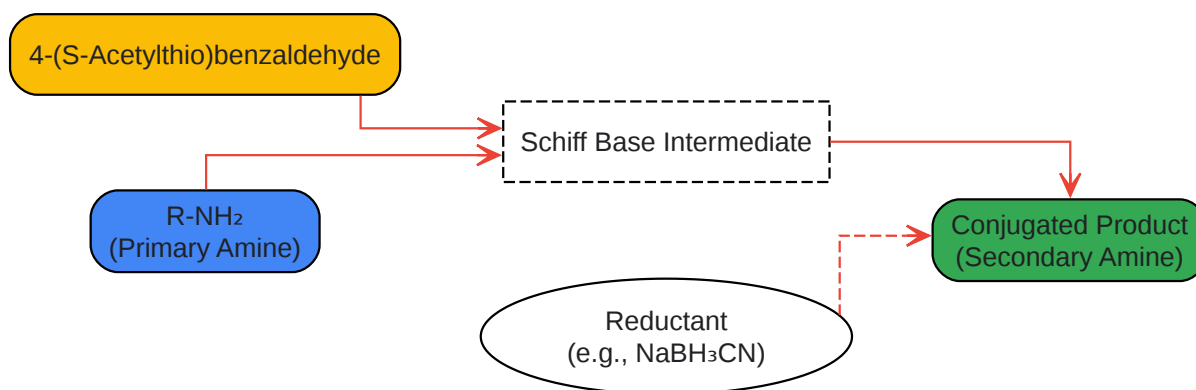 4-(S-Acetylthio)benzaldehyde
Schiff Base Intermediate
R-NH₂
(Primary Amine)
Conjugated Product
(Secondary Amine)
Reductant
(e.g., NaBH₃CN)